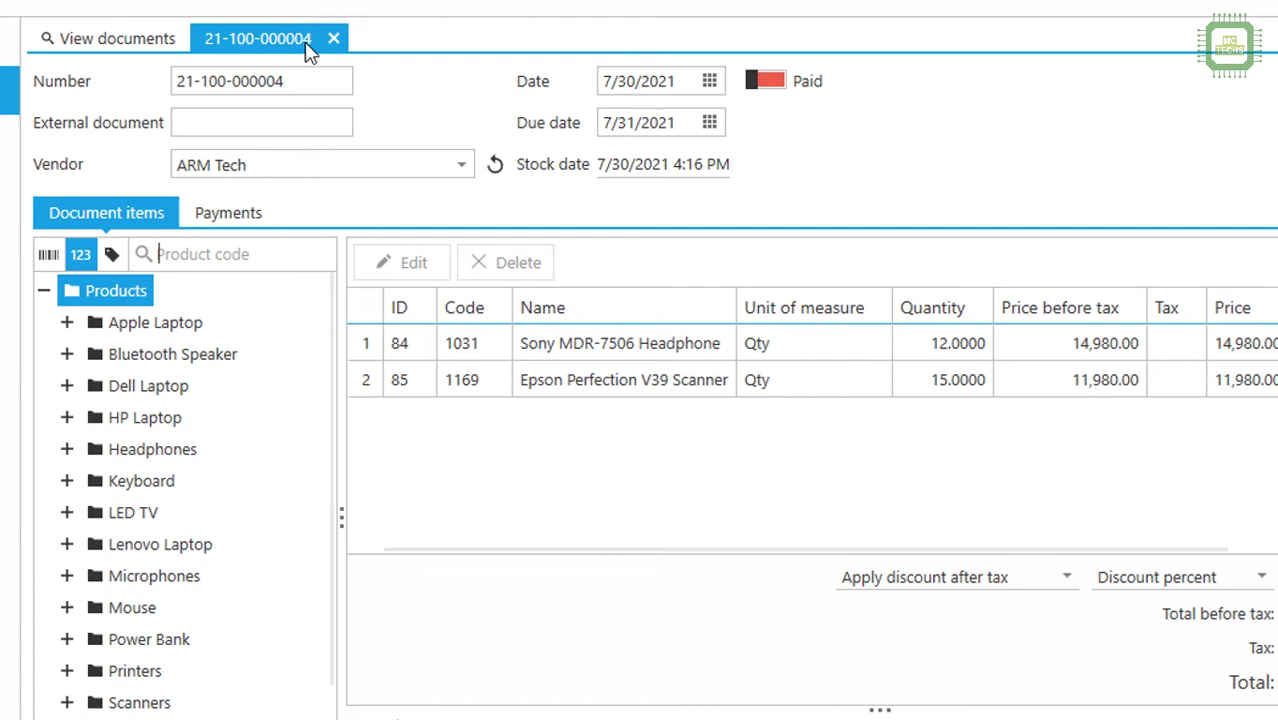 View documents 21-100-000004
MC TECHS
Number 21-100-000004 Date 7/30/2021 Paid
External document Due date 7/31/2021
Vendor ARM Tech Stock date 7/30/2021 4:16 PM
Document items Payments
123 Product code
Edit Delete
Products
Apple Laptop
Bluetooth Speaker
Dell Laptop
HP Laptop
Headphones
Keyboard
LED TV
Lenovo Laptop
Microphones
Mouse
Power Bank
Printers
Scanners
ID Code Name Unit of measure Quantity Price before tax Tax Price
1 84 1031 Sony MDR-7506 Headphone Qty 12.0000 14,980.00 14,980.00
2 85 1169 Epson Perfection V39 Scanner Qty 15.0000 11,980.00 11,980.00
Apply discount after tax Discount percent
Total before tax:
Tax:
Total: